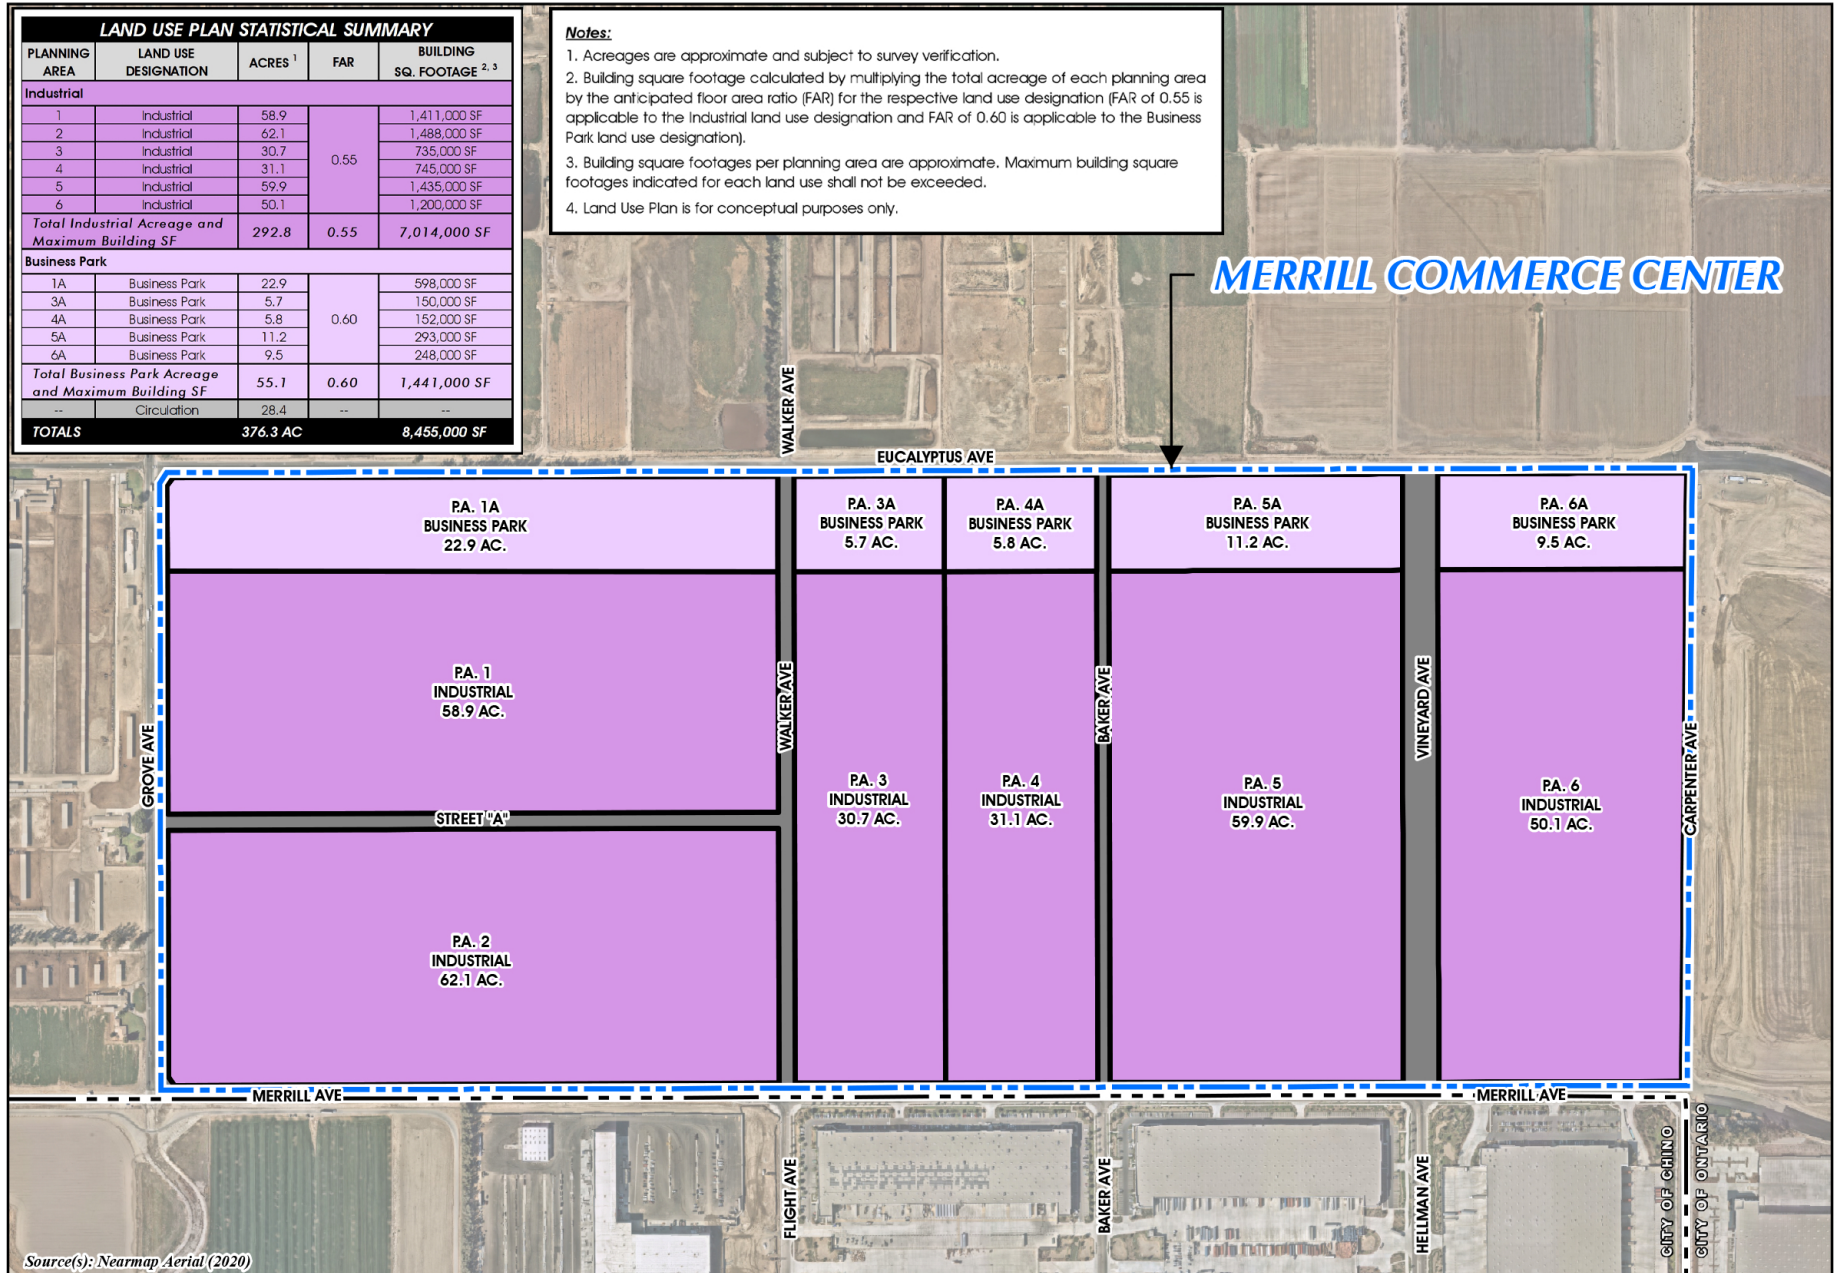 LAND USE PLAN STATISTICAL SUMMARY
PLANNING AREA LAND USE DESIGNATION ACRES 1 FAR BUILDING SQ. FOOTAGE 2, 3
Industrial
1 Industrial 58.9 1,411,000 SF
2 Industrial 62.1 1,488,000 SF
3 Industrial 30.7 735,000 SF
0.55
4 Industrial 31.1 745,000 SF
5 Industrial 59.9 1,435,000 SF
6 Industrial 50.1 1,200,000 SF
Total Industrial Acreage and
Maximum Building SF 292.8 0.55 7,014,000 SF
Business Park
1A Business Park 22.9 598,000 SF
3A Business Park 5.7 150,000 SF
4A Business Park 5.8 0.60 152,000 SF
5A Business Park 11.2 293,000 SF
6A Business Park 9.5 248,000 SF
Total Business Park Acreage
and Maximum Building SF 55.1 0.60 1,441,000 SF
-- Circulation 28.4 -- --
TOTALS 376.3 AC 8,455,000 SF
Notes:
1. Acreages are approximate and subject to survey verification.
2. Building square footage calculated by multiplying the total acreage of each planning area
by the anticipated floor area ratio (FAR) for the respective land use designation (FAR of 0.55 is
applicable to the Industrial land use designation and FAR of 0.60 is applicable to the Business
Park land use designation).
3. Building square footages per planning area are approximate. Maximum building square
footages indicated for each land use shall not be exceeded.
4. Land Use Plan is for conceptual purposes only.
MERRILL COMMERCE CENTER
WALKER AVE
EUCALYPTUS AVE
P.A. 1A
BUSINESS PARK
22.9 AC.
P.A. 3A
BUSINESS PARK
5.7 AC.
P.A. 4A
BUSINESS PARK
5.8 AC.
P.A. 5A
BUSINESS PARK
11.2 AC.
P.A. 6A
BUSINESS PARK
9.5 AC.
P.A. 1
INDUSTRIAL
58.9 AC.
WALKER AVE
BAKER AVE
VINEYARD AVE
GROVE AVE
CARPENTER AVE
P.A. 3
INDUSTRIAL
30.7 AC.
P.A. 4
INDUSTRIAL
31.1 AC.
P.A. 5
INDUSTRIAL
59.9 AC.
P.A. 6
INDUSTRIAL
50.1 AC.
STREET "A"
P.A. 2
INDUSTRIAL
62.1 AC.
MERRILL AVE
MERRILL AVE
FLIGHT AVE
BAKER AVE
HELLMAN AVE
CITY OF CHINO
CITY OF ONTARIO
Source(s): Nearmap Aerial (2020)